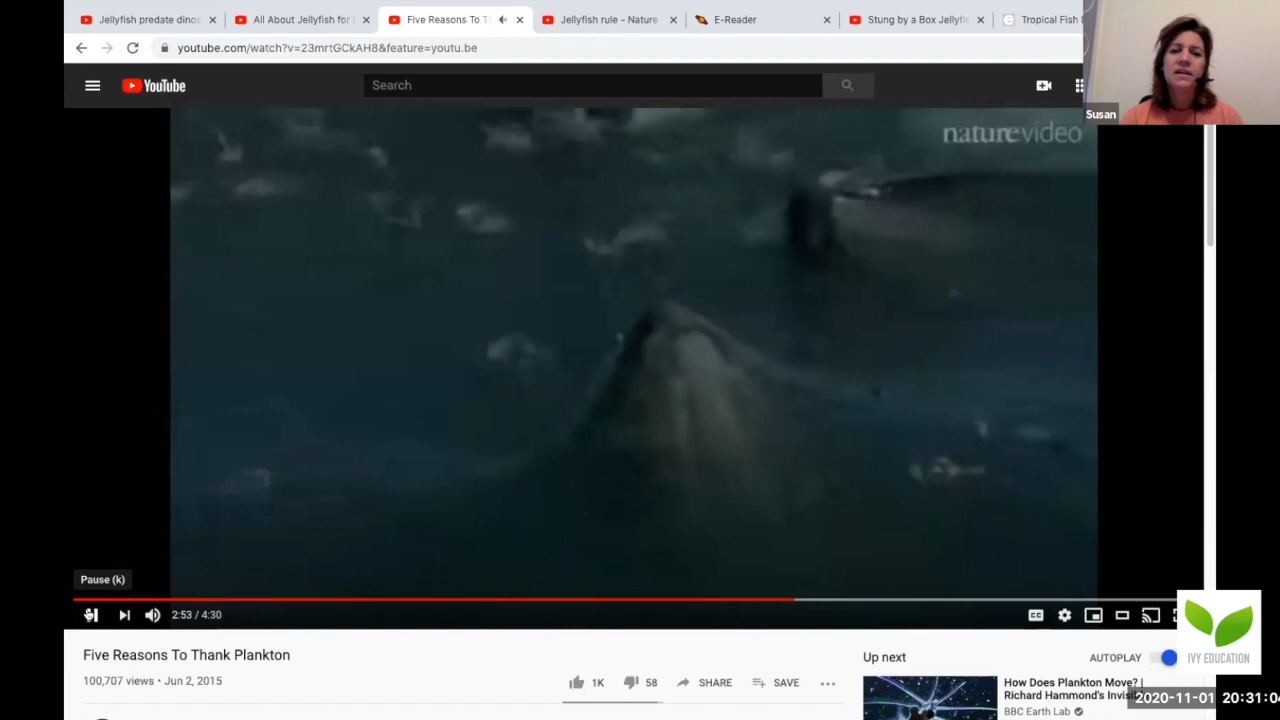 Jellyfish predate dinos
All About Jellyfish for
Five Reasons To T
Jellyfish rule - Nature
E-Reader
Stung by a Box Jellyfi
Tropical Fish
youtube.com/watch?v=23mrtGCkAH8&feature=youtu.be
YouTube
Search
Susan
naturevideo
Pause (k)
2:53 / 4:30
Five Reasons To Thank Plankton
100,707 views • Jun 2, 2015
1K
58
SHARE
SAVE
Up next
AUTOPLAY
IVY EDUCATION
How Does Plankton Move? |
Richard Hammond's Invisi
BBC Earth Lab
2020-11-01 20:31:0